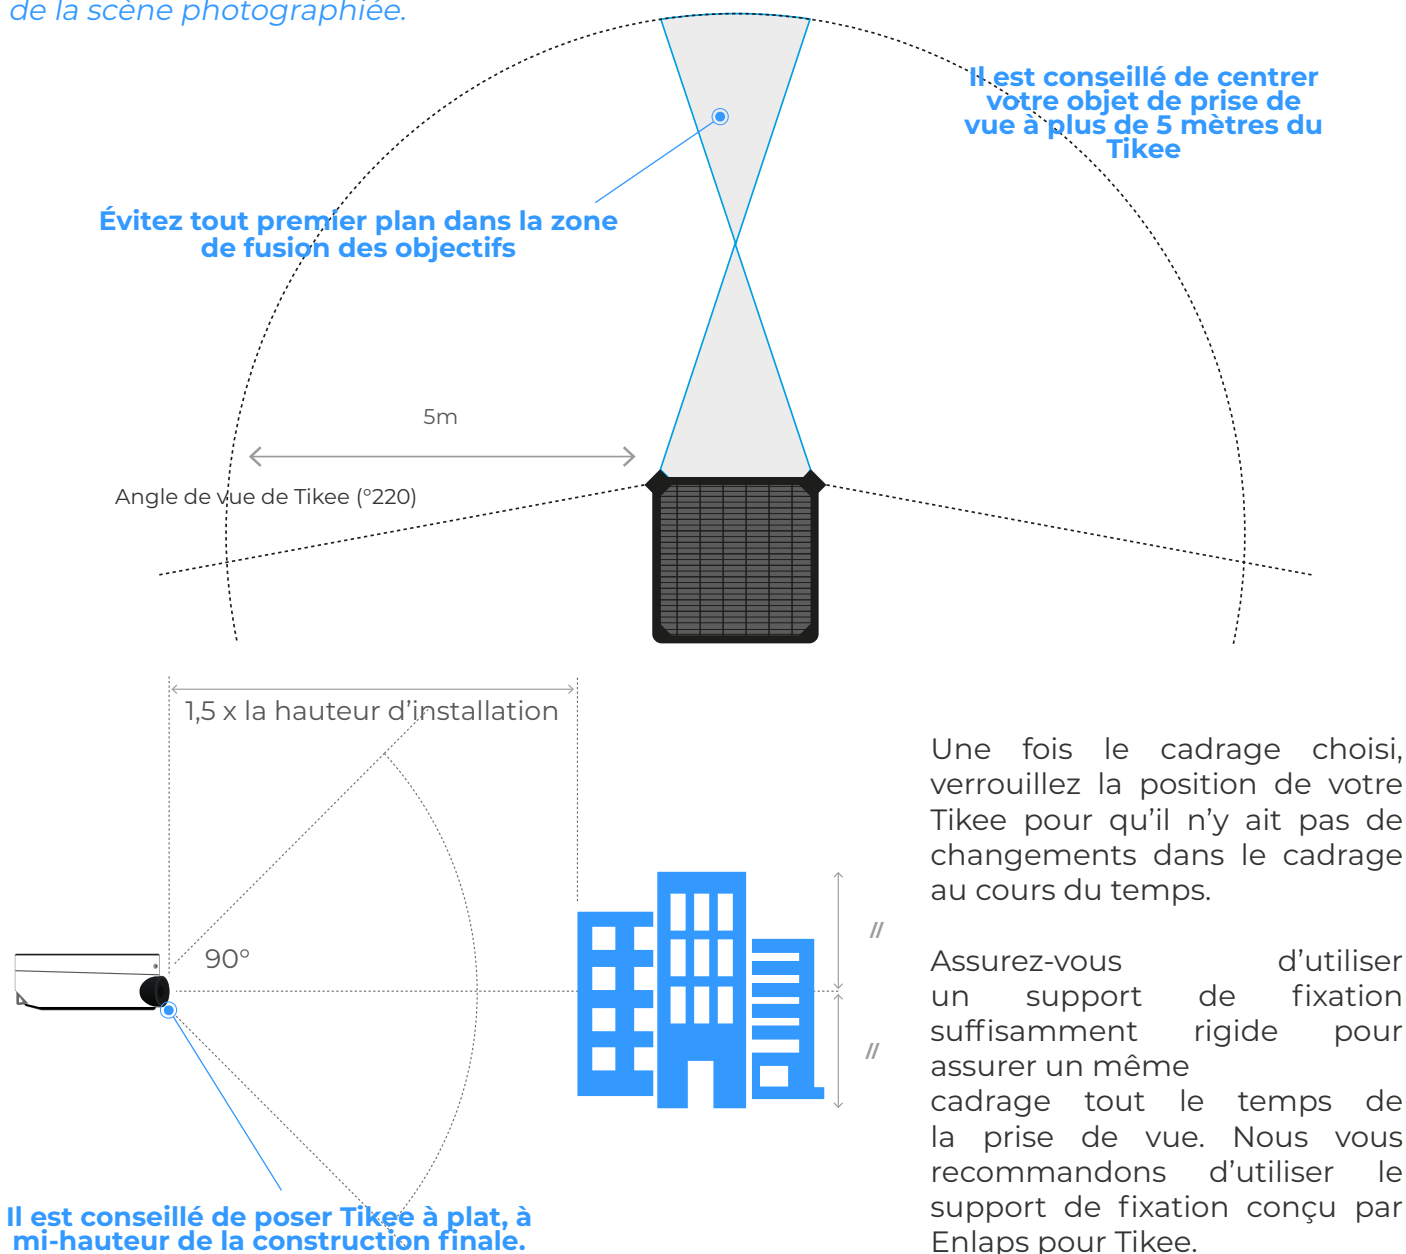 de la scène photographiée.
Il est conseillé de centrer
votre objet de prise de
vue à plus de 5 mètres du
Tikee
Évitez tout premier plan dans la zone
de fusion des objectifs
5m
Angle de vue de Tikee (°220)
1,5 x la hauteur d’installation
90°
//
//
Il est conseillé de poser Tikee à plat, à
mi-hauteur de la construction finale.
Une fois le cadrage choisi,
verrouillez la position de votre
Tikee pour qu’il n’y ait pas de
changements dans le cadrage
au cours du temps.
Assurez-vous d’utiliser
un support de fixation
suffisamment rigide pour
assurer un même
cadrage tout le temps de
la prise de vue. Nous vous
recommandons d’utiliser le
support de fixation conçu par
Enlaps pour Tikee.